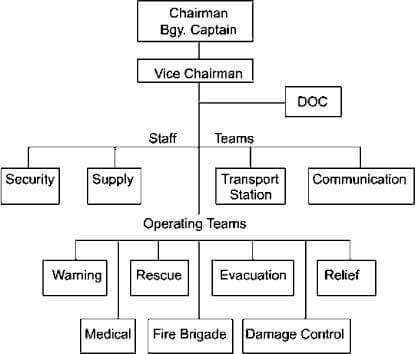 Chairman
Bgy. Captain
Vice Chairman
DOC
Staff Teams
Security Supply Transport Station Communication
Operating Teams
Warning Rescue Evacuation Relief
Medical Fire Brigade Damage Control